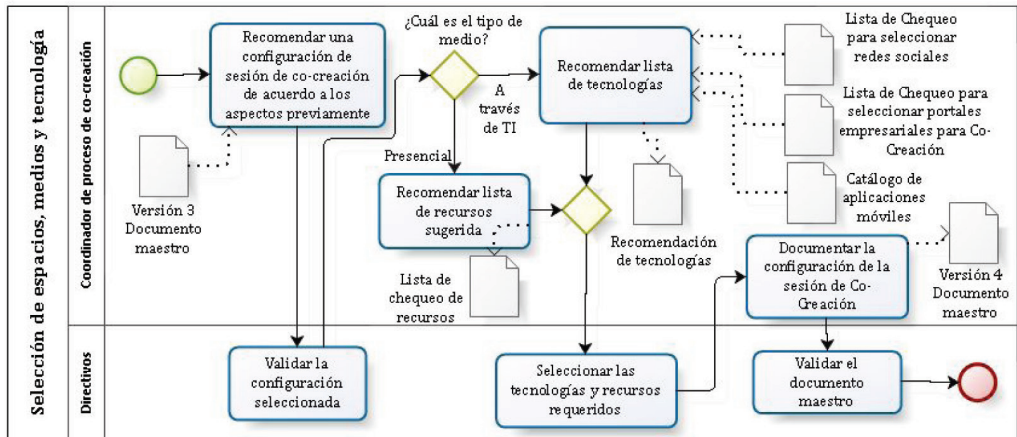 Selección de espacios, medios y tecnología
Coordinador de proceso de co-creación
Recomendar una
configuración de
sesión de co-creación
de acuerdo a los
aspectos previamente
¿Cuál es el tipo de
medio?
A
través
de TI
Presencial
Recomendar lista
de tecnologías
Lista de Chequeo
para seleccionar
redes sociales
Lista de Chequeo para
seleccionar portales
empresariales para Co-
Creación
Catálogo de
aplicaciones
móviles
Versión 3
Documento
maestro
Recomendar lista
de recursos
sugerida
Lista de
chequeo de
recursos
Recomendación
de tecnologías
Documentar la
configuración de la
sesión de Co-
Creación
Versión 4
Documento
maestro
Directivos
Validar la
configuración
seleccionada
Seleccionar las
tecnologías y recursos
requeridos
Validar el
documento
maestro